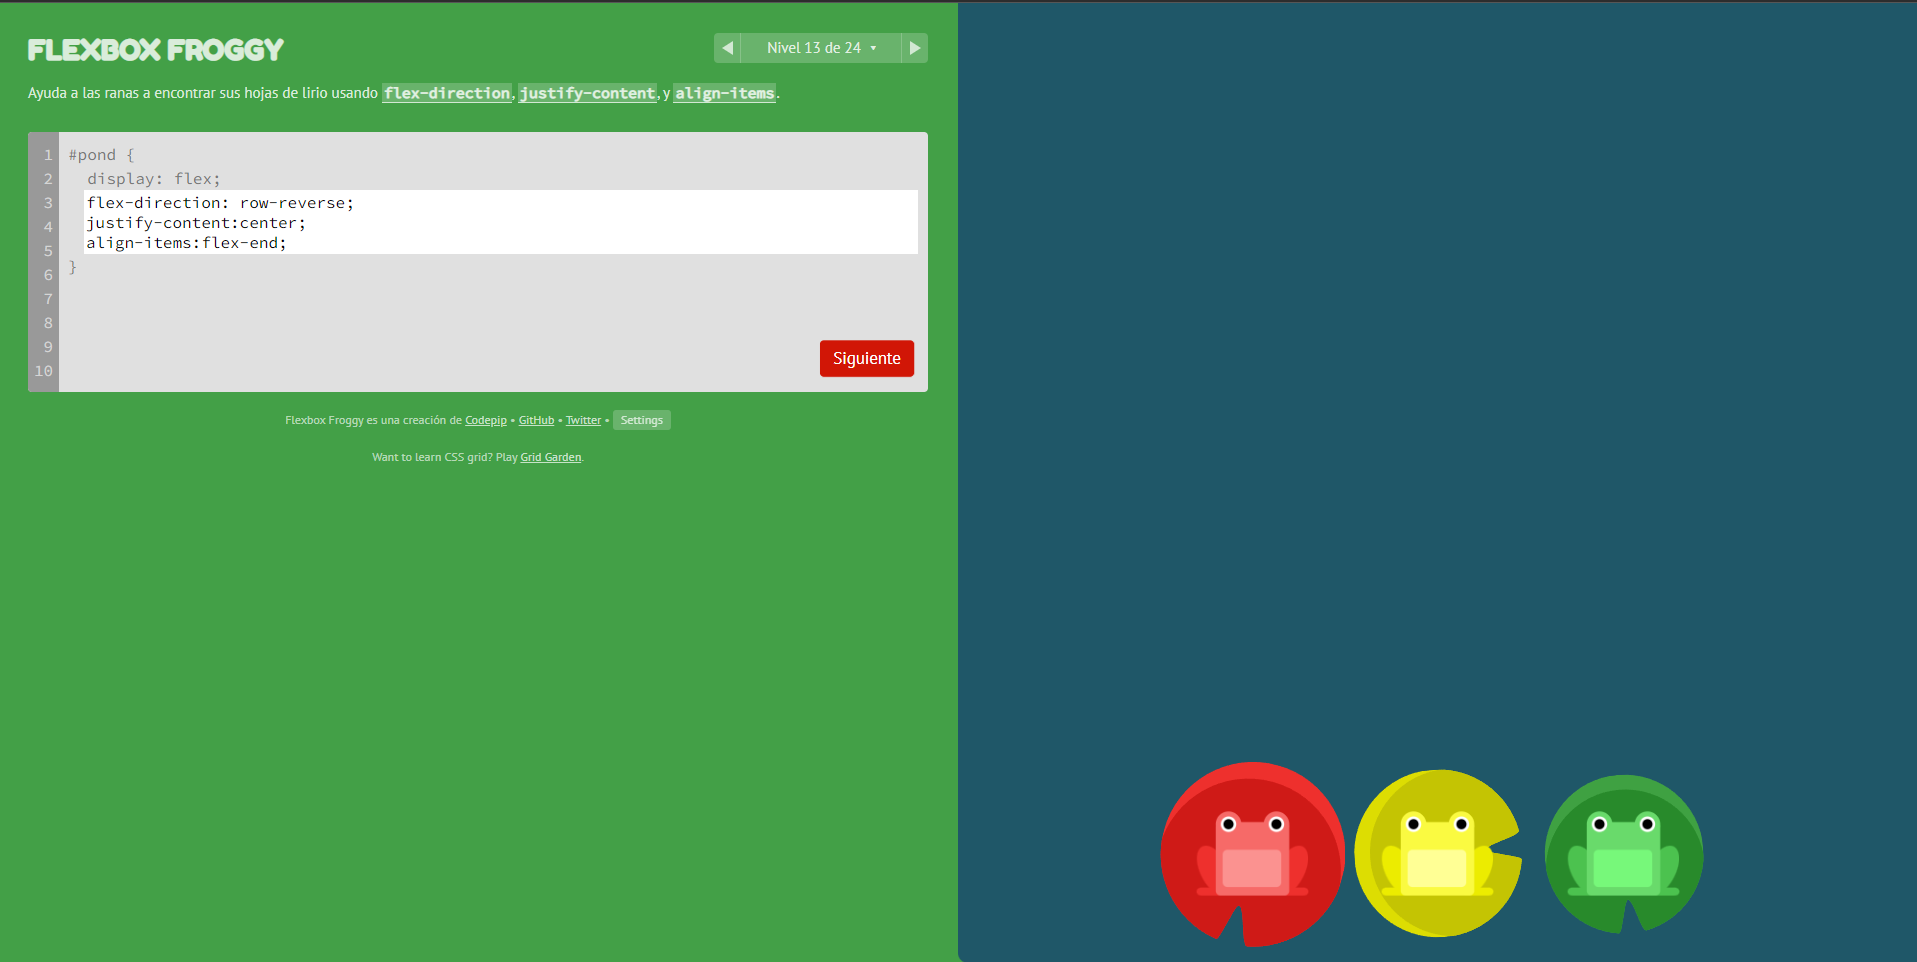 FLEXBOX FROGGY
Nivel 13 de 24
Ayuda a las ranas a encontrar sus hojas de lirio usando flex-direction, justify-content, y align-items.
1 #pond {
2 display: flex;
3 flex-direction: row-reverse;
4 justify-content:center;
5 align-items:flex-end;
6 }
7
8
9
10
Siguiente
Flexbox Froggy es una creación de Codepip • GitHub • Twitter • Settings
Want to learn CSS grid? Play Grid Garden.